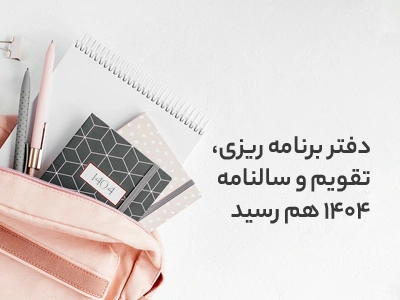 دفتر برنامه ریزی،
تقویم و سالنامه
۱۴۰۴ هم رسید
۱۴۰۴